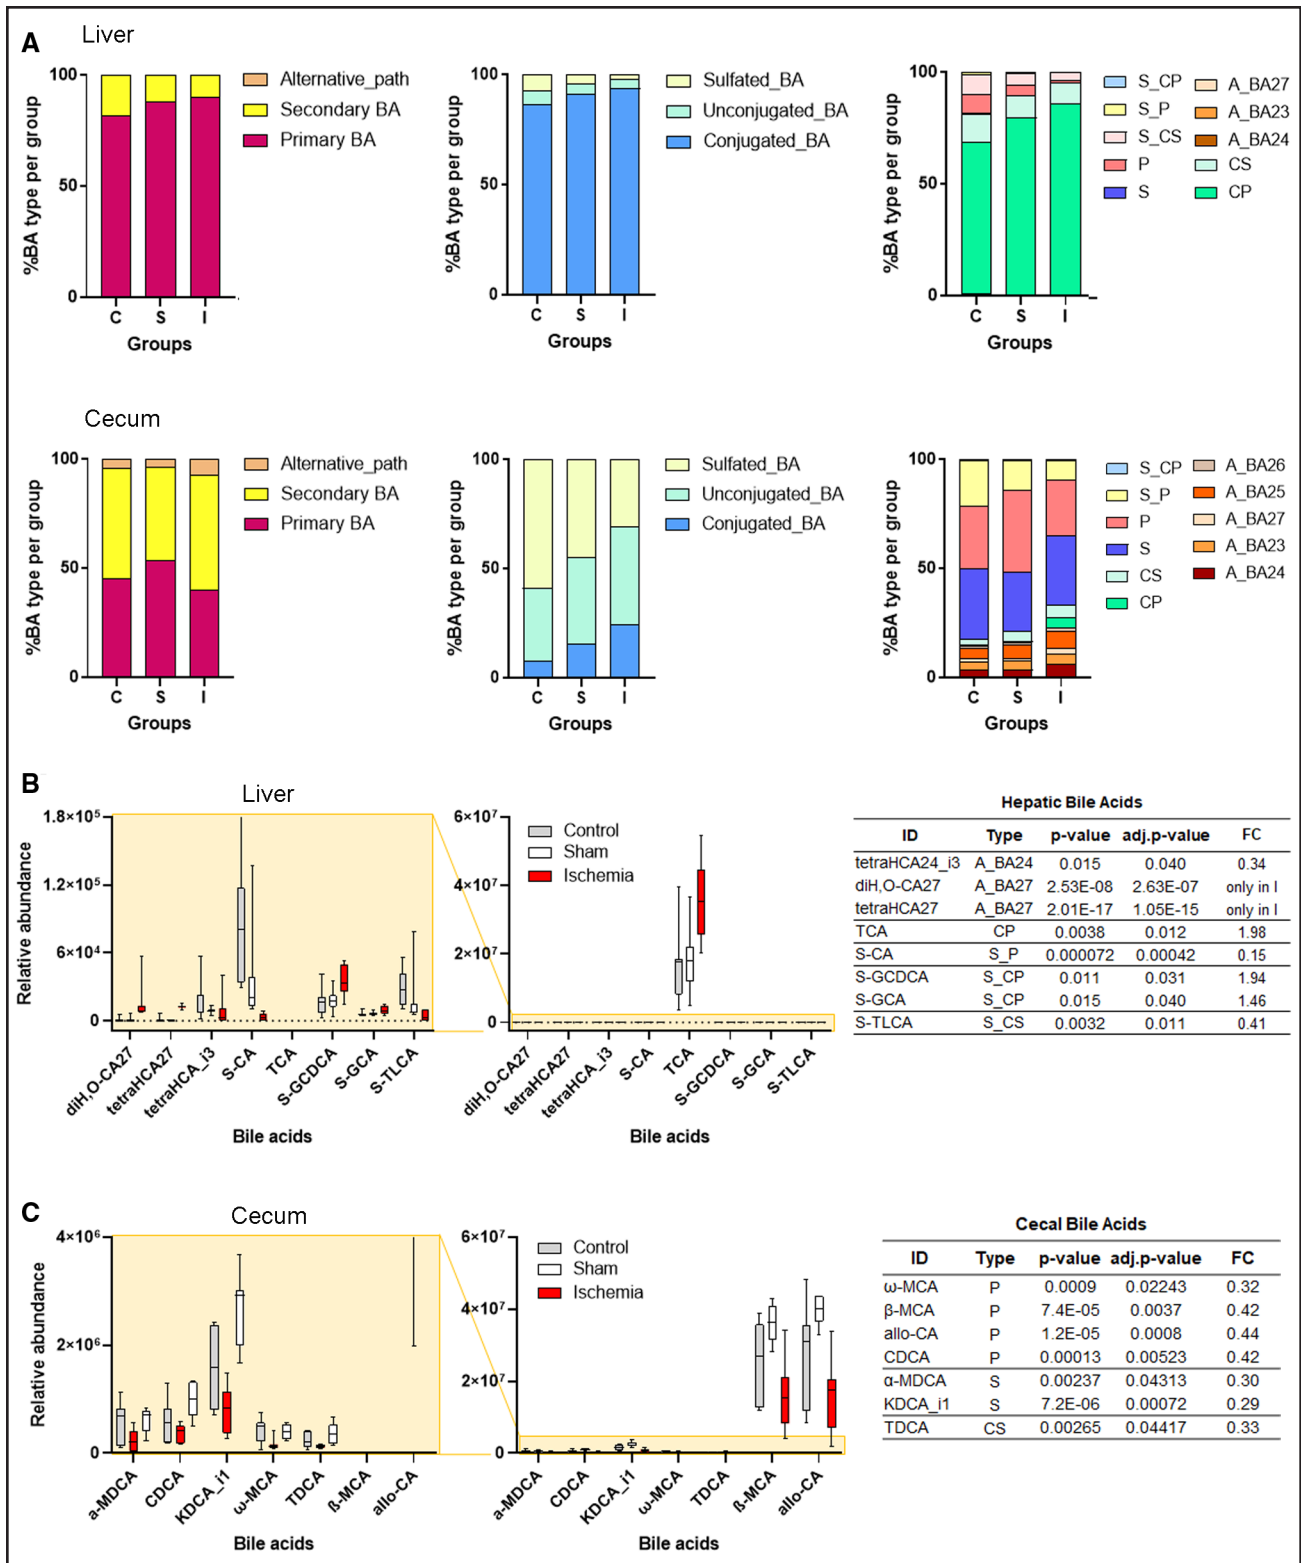 A
Liver
100
50
0
%BA type per group
C S I
Groups
Alternative_path
Secondary BA
Primary BA
100
50
0
%BA type per group
C S I
Groups
Sulfated_BA
Unconjugated_BA
Conjugated_BA
100
50
0
%BA type per group
C S I
Groups
S_CP
S_P
S_CS
P
S
A_BA27
A_BA23
A_BA24
CS
CP
Cecum
100
50
0
%BA type per group
C S I
Groups
Alternative_path
Secondary BA
Primary BA
100
50
0
%BA type per group
C S I
Groups
Sulfated_BA
Unconjugated_BA
Conjugated_BA
100
50
0
%BA type per group
C S I
Groups
S_CP
S_P
P
S
CS
CP
A_BA26
A_BA25
A_BA27
A_BA23
A_BA24
B
Liver
1.8×10⁵
1.2×10⁵
6×10⁴
0
Relative abundance
diH,O-CA27
tetraHCA27
tetraHCA_i3
S-CA
TCA
S-GCDCA
S-GCA
S-TLCA
Bile acids
6×10⁷
4×10⁷
2×10⁷
0
Control
Sham
Ischemia
diH,O-CA27
tetraHCA27
tetraHCA_i3
S-CA
TCA
S-GCDCA
S-GCA
S-TLCA
Bile acids
Hepatic Bile Acids
ID Type p-value adj.p-value FC
tetraHCA24_i3 A_BA24 0.015 0.040 0.34
diH,O-CA27 A_BA27 2.53E-08 2.63E-07 only in I
tetraHCA27 A_BA27 2.01E-17 1.05E-15 only in I
TCA CP 0.0038 0.012 1.98
S-CA S_P 0.000072 0.00042 0.15
S-GCDCA S_CP 0.011 0.031 1.94
S-GCA S_CP 0.015 0.040 1.46
S-TLCA S_CS 0.0032 0.011 0.41
C
Cecum
4×10⁶
2×10⁶
0
Relative abundance
a-MDCA
CDCA
KDCA_i1
ω-MCA
TDCA
ß-MCA
allo-CA
Bile acids
6×10⁷
4×10⁷
2×10⁷
0
Control
Sham
Ischemia
a-MDCA
CDCA
KDCA_i1
ω-MCA
TDCA
ß-MCA
allo-CA
Bile acids
Cecal Bile Acids
ID Type p-value adj.p-value FC
ω-MCA P 0.0009 0.02243 0.32
β-MCA P 7.4E-05 0.0037 0.42
allo-CA P 1.2E-05 0.0008 0.44
CDCA P 0.00013 0.00523 0.42
α-MDCA S 0.00237 0.04313 0.30
KDCA_i1 S 7.2E-06 0.00072 0.29
TDCA CS 0.00265 0.04417 0.33